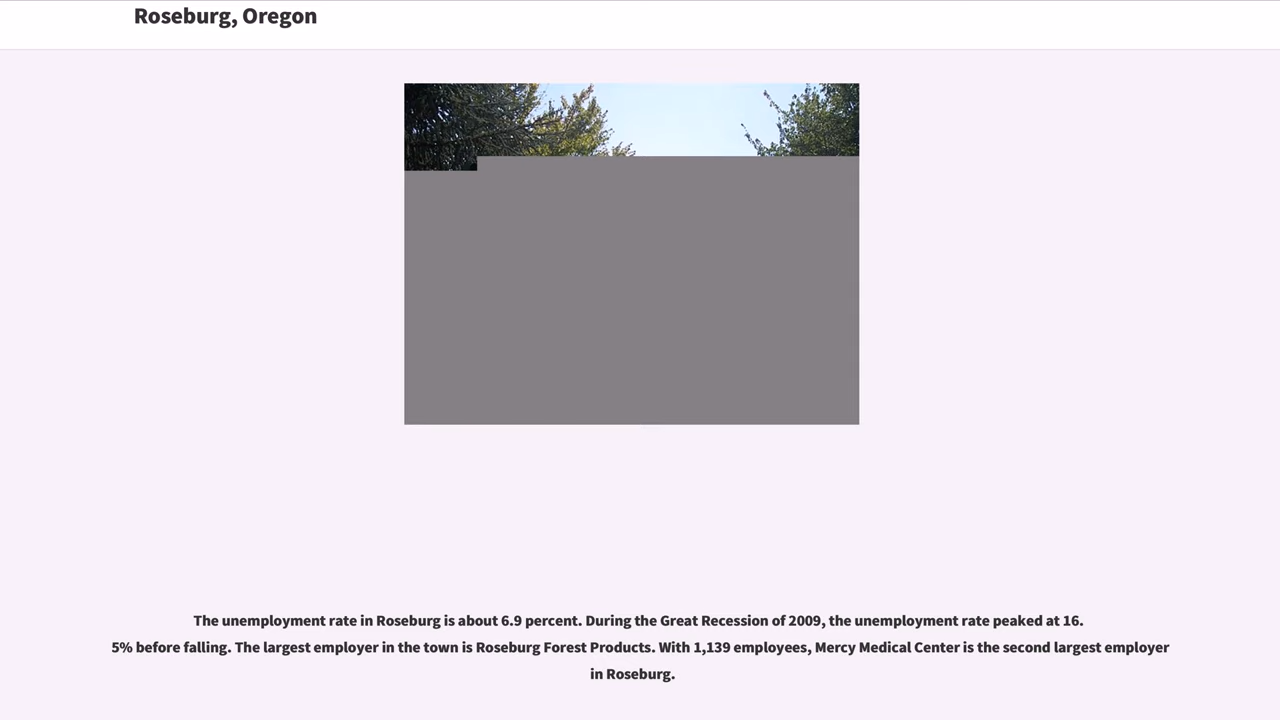 Roseburg, Oregon
The unemployment rate in Roseburg is about 6.9 percent. During the Great Recession of 2009, the unemployment rate peaked at 16.
5% before falling. The largest employer in the town is Roseburg Forest Products. With 1,139 employees, Mercy Medical Center is the second largest employer
in Roseburg.